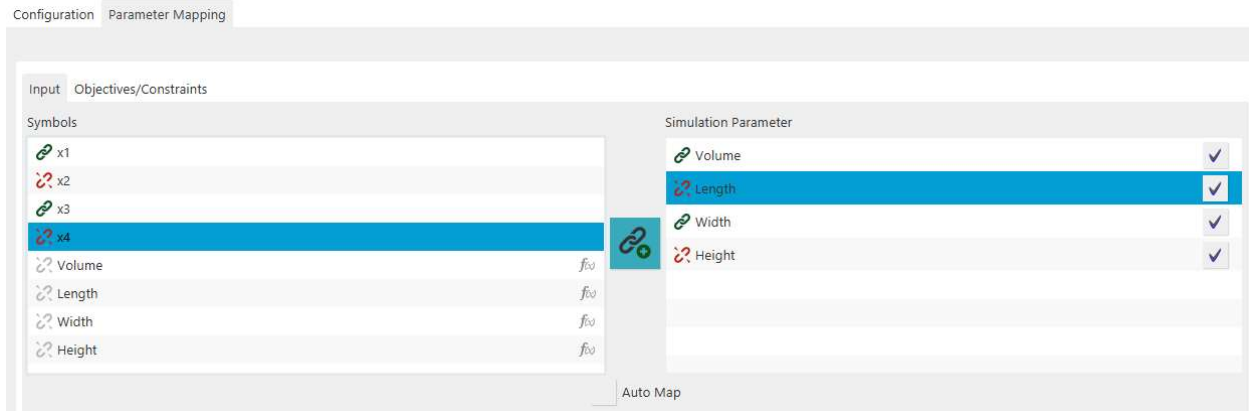 Configuration Parameter Mapping
Input Objectives/Constraints
Symbols
x1
x2
x3
x4
Volume f(x)
Length f(x)
Width f(x)
Height f(x)
Simulation Parameter
Volume
Length
Width
Height
Auto Map